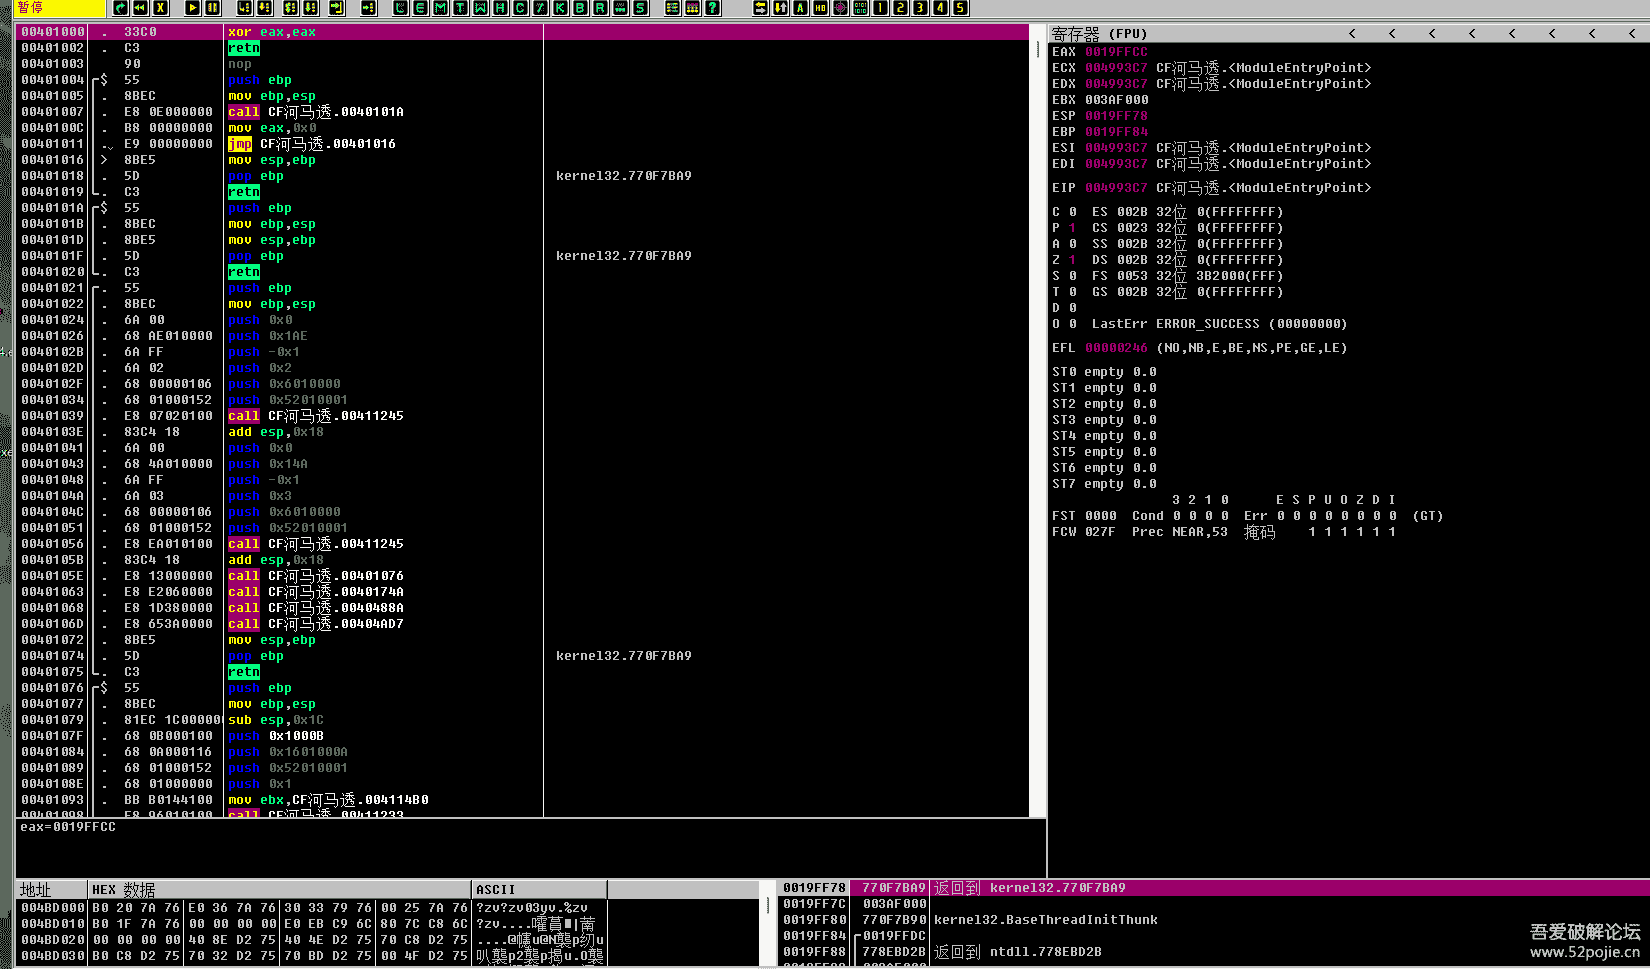 暂停
00401000 . 33C0 xor eax,eax
00401002 . C3 retn
00401003 90 nop
00401004 $ 55 push ebp
00401005 . 8BEC mov ebp,esp
00401007 . E8 0E000000 call CF河马透.0040101A
0040100C . B8 00000000 mov eax,0x0
00401011 . E9 00000000 jmp CF河马透.00401016
00401016 > 8BE5 mov esp,ebp
00401018 . 5D pop ebp kernel32.770F7BA9
00401019 . C3 retn
0040101A $ 55 push ebp
0040101B . 8BEC mov ebp,esp
0040101D . 8BE5 mov esp,ebp
0040101F . 5D pop ebp kernel32.770F7BA9
00401020 . C3 retn
00401021 . 55 push ebp
00401022 . 8BEC mov ebp,esp
00401024 . 6A 00 push 0x0
00401026 . 68 AE010000 push 0x1AE
0040102B . 6A FF push -0x1
0040102D . 6A 02 push 0x2
0040102F . 68 00000106 push 0x6010000
00401034 . 68 01000152 push 0x52010001
00401039 . E8 07020100 call CF河马透.00411245
0040103E . 83C4 18 add esp,0x18
00401041 . 6A 00 push 0x0
00401043 . 68 4A010000 push 0x14A
00401048 . 6A FF push -0x1
0040104A . 6A 03 push 0x3
0040104C . 68 00000106 push 0x6010000
00401051 . 68 01000152 push 0x52010001
00401056 . E8 EA010100 call CF河马透.00411245
0040105B . 83C4 18 add esp,0x18
0040105E . E8 13000000 call CF河马透.00401076
00401063 . E8 E2060000 call CF河马透.0040174A
00401068 . E8 1D380000 call CF河马透.0040488A
0040106D . E8 653A0000 call CF河马透.00404AD7
00401072 . 8BE5 mov esp,ebp
00401074 . 5D pop ebp kernel32.770F7BA9
00401075 . C3 retn
00401076 $ 55 push ebp
00401077 . 8BEC mov ebp,esp
00401079 . 81EC 1C00000 sub esp,0x1C
0040107F . 68 0B000100 push 0x1000B
00401084 . 68 0A000116 push 0x1601000A
00401089 . 68 01000152 push 0x52010001
0040108E . 68 01000000 push 0x1
00401093 . BB B0144100 mov ebx,CF河马透.004114B0
00401098 . E8 96010100 call CF河马透.00411233
eax=0019FFCC
寄存器 (FPU) < < < < < < < <
EAX 0019FFCC
ECX 004993C7 CF河马透.<ModuleEntryPoint>
EDX 004993C7 CF河马透.<ModuleEntryPoint>
EBX 003AF000
ESP 0019FF78
EBP 0019FF84
ESI 004993C7 CF河马透.<ModuleEntryPoint>
EDI 004993C7 CF河马透.<ModuleEntryPoint>
EIP 004993C7 CF河马透.<ModuleEntryPoint>
C 0 ES 002B 32位 0(FFFFFFFF)
P 1 CS 0023 32位 0(FFFFFFFF)
A 0 SS 002B 32位 0(FFFFFFFF)
Z 1 DS 002B 32位 0(FFFFFFFF)
S 0 FS 0053 32位 3B2000(FFF)
T 0 GS 002B 32位 0(FFFFFFFF)
D 0
O 0 LastErr ERROR_SUCCESS (00000000)
EFL 00000246 (NO,NB,E,BE,NS,PE,GE,LE)
ST0 empty 0.0
ST1 empty 0.0
ST2 empty 0.0
ST3 empty 0.0
ST4 empty 0.0
ST5 empty 0.0
ST6 empty 0.0
ST7 empty 0.0
3 2 1 0 E S P U O Z D I
FST 0000 Cond 0 0 0 0 Err 0 0 0 0 0 0 0 0 (GT)
FCW 027F Prec NEAR,53 掩码 1 1 1 1 1 1
地址 HEX 数据 ASCII
004BD000 B0 20 7A 76 E0 36 7A 76 30 33 79 76 00 25 7A 76 ?zv?zv03yv.%zv
004BD010 B0 1F 7A 76 00 00 00 00 E0 EB C9 6C 80 7C C8 6C ?zv....
004BD020 00 00 00 00 40 8E D2 75 40 4E D2 75 70 C8 D2 75 ....@
004BD030 B0 C8 D2 75 70 32 D2 75 70 BD D2 75 00 4F D2 75
0019FF78 770F7BA9 返回到 kernel32.770F7BA9
0019FF7C 003AF000
0019FF80 770F7B90 kernel32.BaseThreadInitThunk
0019FF84 0019FFDC
0019FF88 778EBD2B 返回到 ntdll.778EBD2B
吾爱破解论坛
www.52pojie.cn